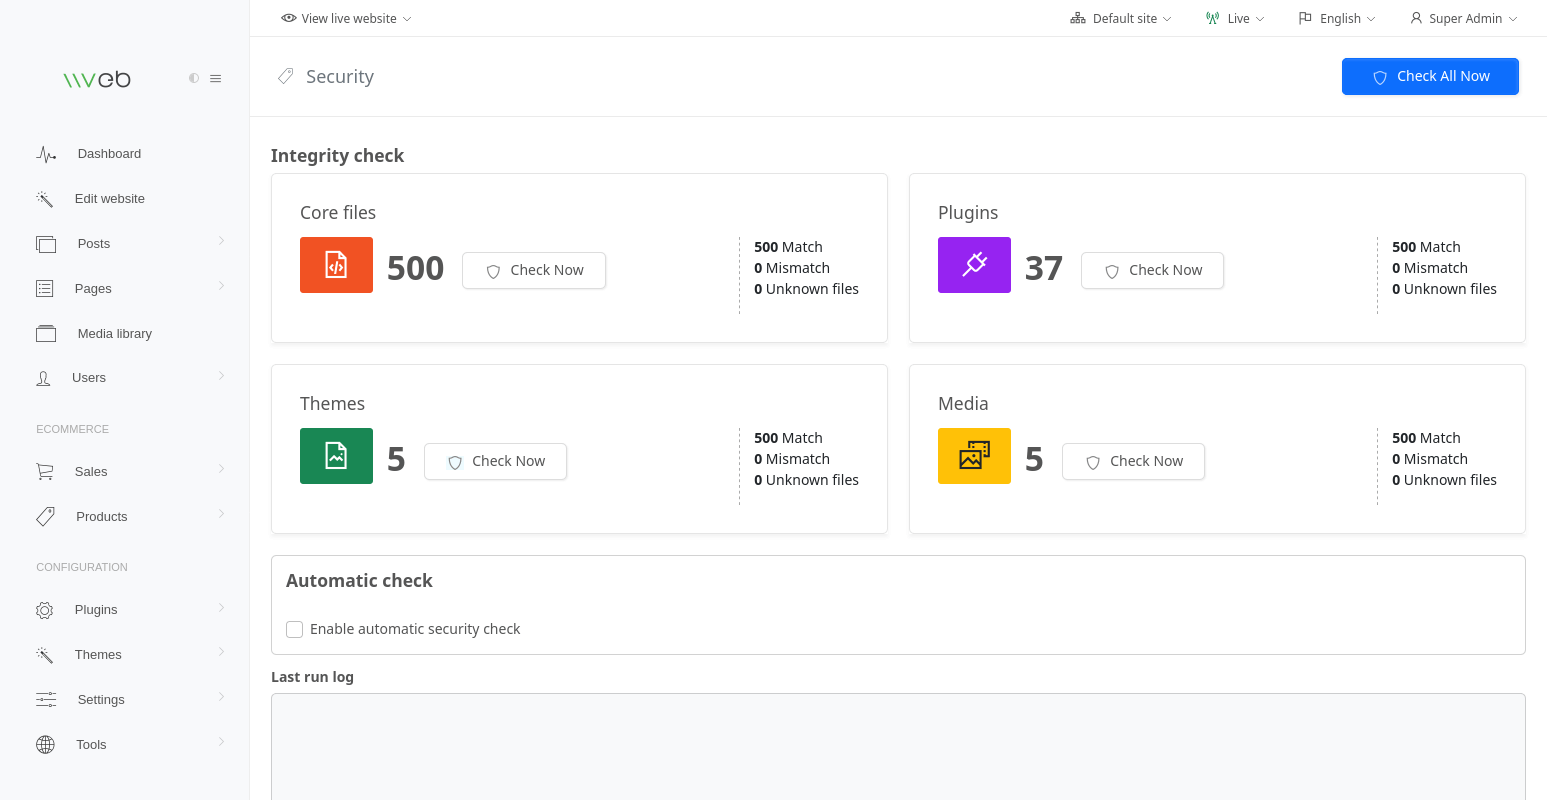 View live website
Default site
Live
English
Super Admin
Security
Check All Now
Dashboard
Edit website
Posts
Pages
Media library
Users
ECOMMERCE
Sales
Products
CONFIGURATION
Plugins
Themes
Settings
Tools
Integrity check
Core files
500
Check Now
500 Match
0 Mismatch
0 Unknown files
Plugins
37
Check Now
500 Match
0 Mismatch
0 Unknown files
Themes
5
Check Now
500 Match
0 Mismatch
0 Unknown files
Media
5
Check Now
500 Match
0 Mismatch
0 Unknown files
Automatic check
Enable automatic security check
Last run log